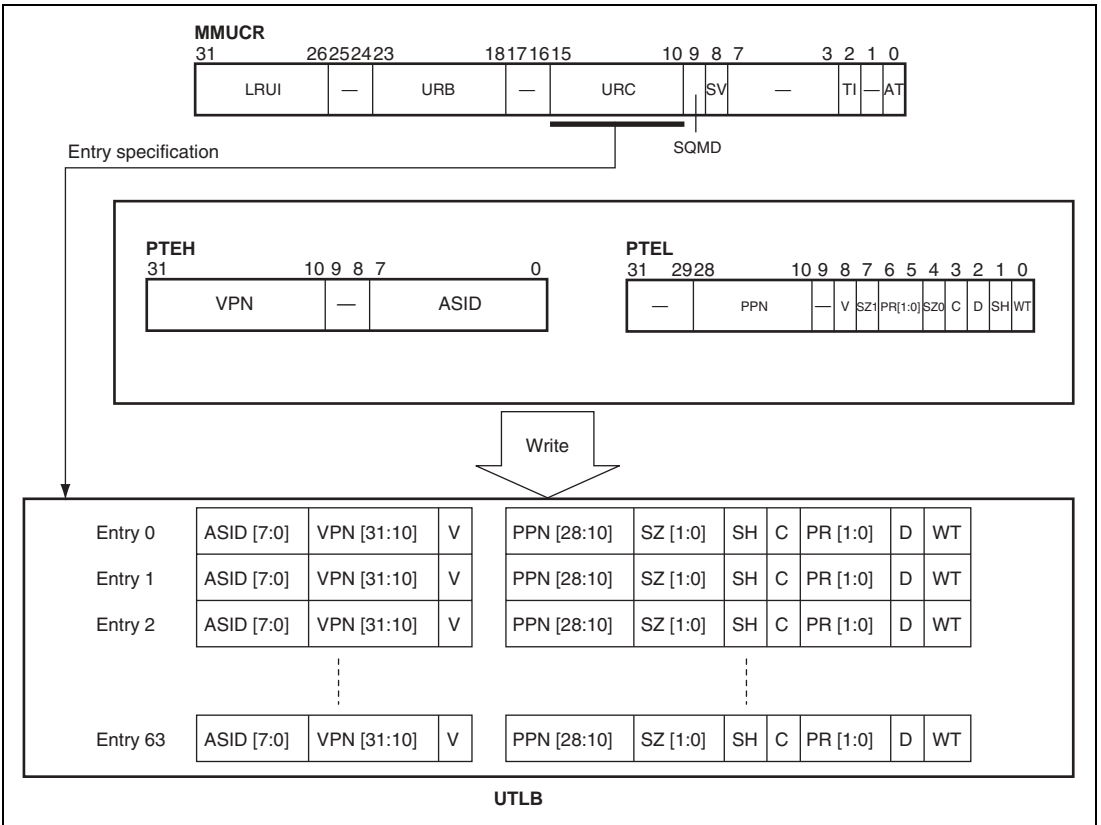 MMUCR
31 26 25 24 23 18 17 16 15 10 9 8 7 3 2 1 0
LRUI — URB — URC SV — TI — AT
SQMD
Entry specification
PTEH
31 10 9 8 7 0
VPN — ASID
PTEL
31 29 28 10 9 8 7 6 5 4 3 2 1 0
— PPN — V SZ1 PR[1:0] SZ0 C D SH WT
Write
Entry 0 ASID [7:0] VPN [31:10] V PPN [28:10] SZ [1:0] SH C PR [1:0] D WT
Entry 1 ASID [7:0] VPN [31:10] V PPN [28:10] SZ [1:0] SH C PR [1:0] D WT
Entry 2 ASID [7:0] VPN [31:10] V PPN [28:10] SZ [1:0] SH C PR [1:0] D WT
Entry 63 ASID [7:0] VPN [31:10] V PPN [28:10] SZ [1:0] SH C PR [1:0] D WT
UTLB